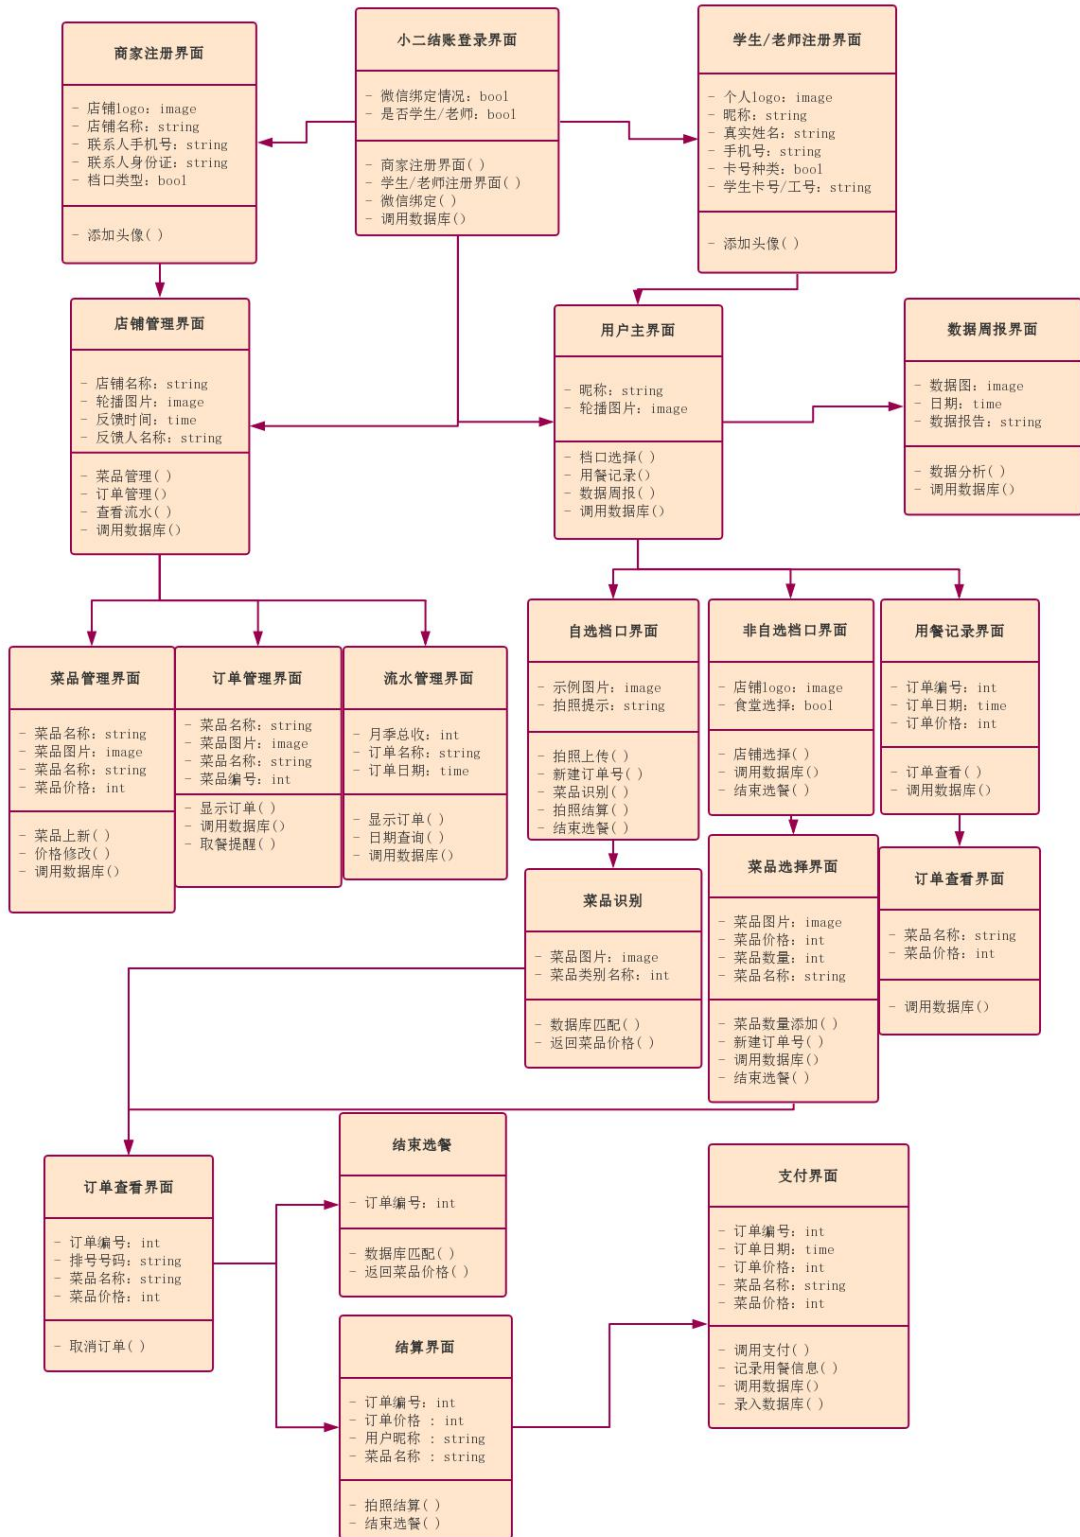 商家注册界面
- 店铺logo: image
- 店铺名称: string
- 联系人手机号: string
- 联系人身份证: string
- 档口类型: bool
- 添加头像( )
小二结账登录界面
- 微信绑定情况: bool
- 是否学生/老师: bool
- 商家注册界面( )
- 学生/老师注册界面( )
- 微信绑定( )
- 调用数据库()
学生/老师注册界面
- 个人logo: image
- 昵称: string
- 真实姓名: string
- 手机号: string
- 卡号种类: bool
- 学生卡号/工号: string
- 添加头像( )
店铺管理界面
- 店铺名称: string
- 轮播图片: image
- 反馈时间: time
- 反馈人名称: string
- 菜品管理( )
- 订单管理()
- 查看流水( )
- 调用数据库()
用户主界面
- 昵称: string
- 轮播图片: image
- 档口选择( )
- 用餐记录()
- 数据周报( )
- 调用数据库()
数据周报界面
- 数据图: image
- 日期: time
- 数据报告: string
- 数据分析( )
- 调用数据库()
菜品管理界面
- 菜品名称: string
- 菜品图片: image
- 菜品名称: string
- 菜品价格: int
- 菜品上新( )
- 价格修改( )
- 调用数据库()
订单管理界面
- 菜品名称: string
- 菜品图片: image
- 菜品名称: string
- 菜品编号: int
- 显示订单( )
- 调用数据库()
- 取餐提醒( )
流水管理界面
- 月季总收: int
- 订单名称: string
- 订单日期: time
- 显示订单( )
- 日期查询( )
- 调用数据库()
自选档口界面
- 示例图片: image
- 拍照提示: string
- 拍照上传( )
- 新建订单号( )
- 菜品识别( )
- 拍照结算( )
- 结束选餐( )
非自选档口界面
- 店铺logo: image
- 食堂选择: bool
- 店铺选择( )
- 调用数据库()
- 结束选餐( )
用餐记录界面
- 订单编号: int
- 订单日期: time
- 订单价格: int
- 订单查看( )
- 调用数据库()
菜品识别
- 菜品图片: image
- 菜品类别名称: int
- 数据库匹配( )
- 返回菜品价格( )
菜品选择界面
- 菜品图片: image
- 菜品价格: int
- 菜品数量: int
- 菜品名称: string
- 菜品数量添加( )
- 新建订单号( )
- 调用数据库()
- 结束选餐( )
订单查看界面
- 菜品名称: string
- 菜品价格: int
- 调用数据库()
订单查看界面
- 订单编号: int
- 排号号码: string
- 菜品名称: string
- 菜品价格: int
- 取消订单( )
结束选餐
- 订单编号: int
- 数据库匹配( )
- 返回菜品价格( )
结算界面
- 订单编号: int
- 订单价格 : int
- 用户昵称 : string
- 菜品名称 : string
- 拍照结算( )
- 结束选餐( )
支付界面
- 订单编号: int
- 订单日期: time
- 订单价格: int
- 菜品名称: string
- 菜品价格: int
- 调用支付( )
- 记录用餐信息( )
- 调用数据库()
- 录入数据库( )